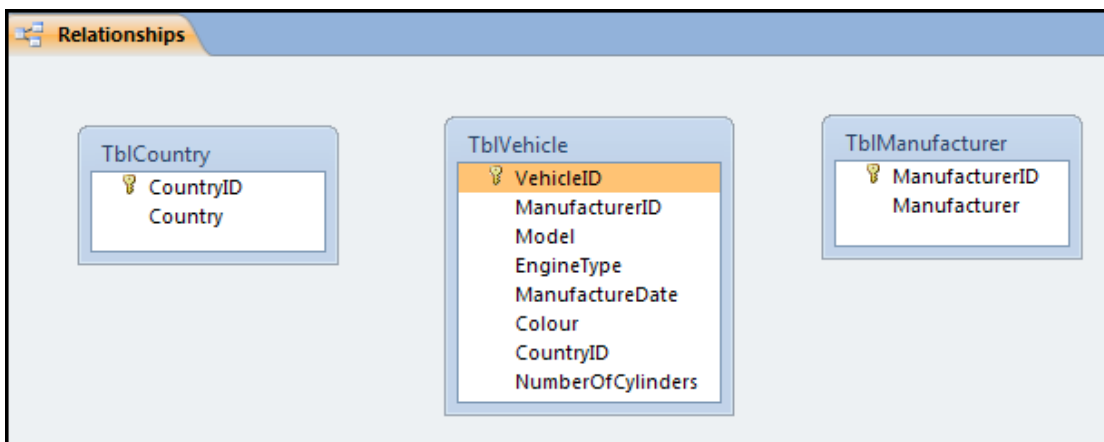 Relationships
TblCountry
CountryID
Country
TblVehicle
VehicleID
ManufacturerID
Model
EngineType
ManufactureDate
Colour
CountryID
NumberOfCylinders
TblManufacturer
ManufacturerID
Manufacturer